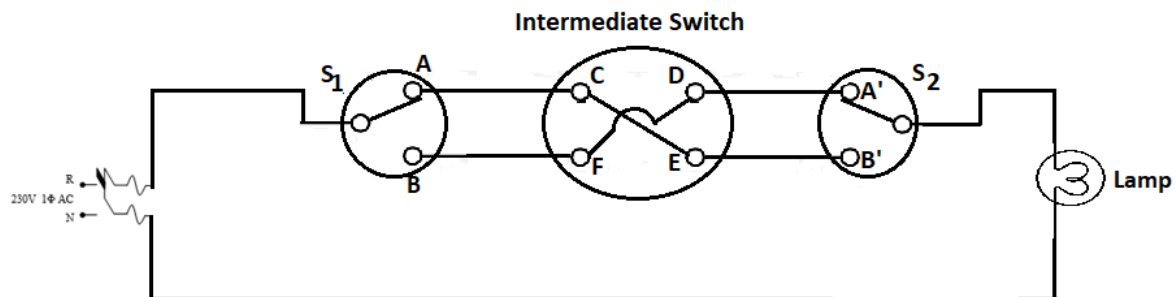 Intermediate Switch
S1 A C D A' S2
B F E B'
R
230V 1Φ AC
N
Lamp